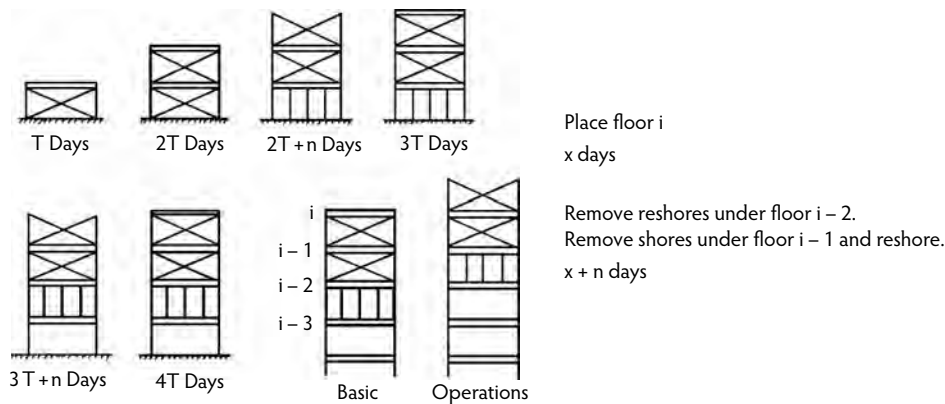 T Days
2T Days
2T + n Days
3T Days
Place floor i
x days
Remove reshores under floor i – 2.
Remove shores under floor i – 1 and reshore.
x + n days
i
i – 1
i – 2
i – 3
3T + n Days
4T Days
Basic
Operations